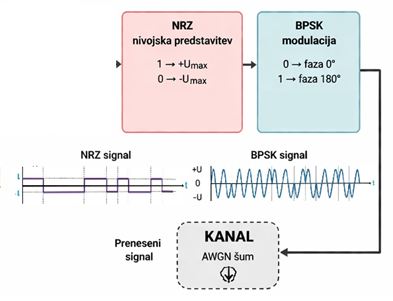 NRZ
nivojska predstavitev
1 → +Umax
0 → -Umax
BPSK
modulacija
0 → faza 0°
1 → faza 180°
NRZ signal
t
BPSK signal
+U
0
-U
t
Preneseni
signal
KANAL
AWGN šum